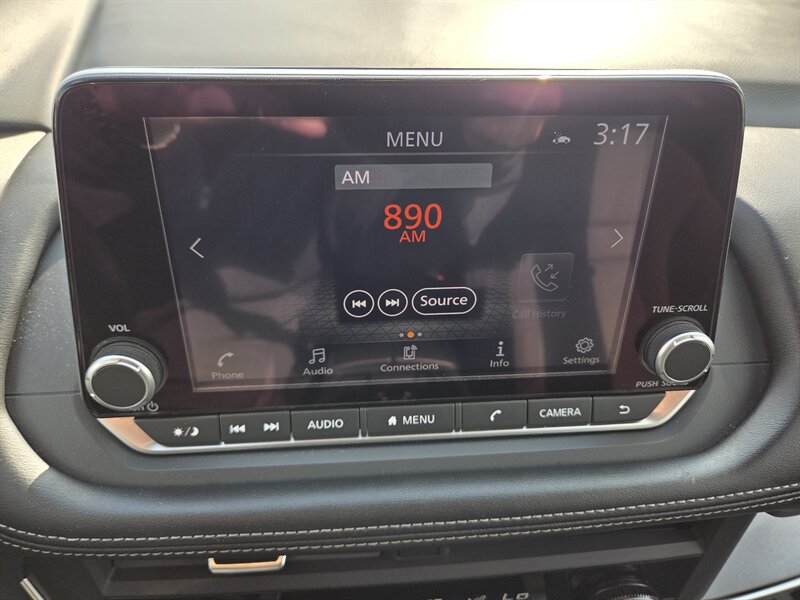 MENU
3:17
AM
890
AM
Source
Call History
VOL
TUNE·SCROLL
Phone
Audio
Connections
Info
Settings
PUSH
AUDIO
MENU
CAMERA
LO